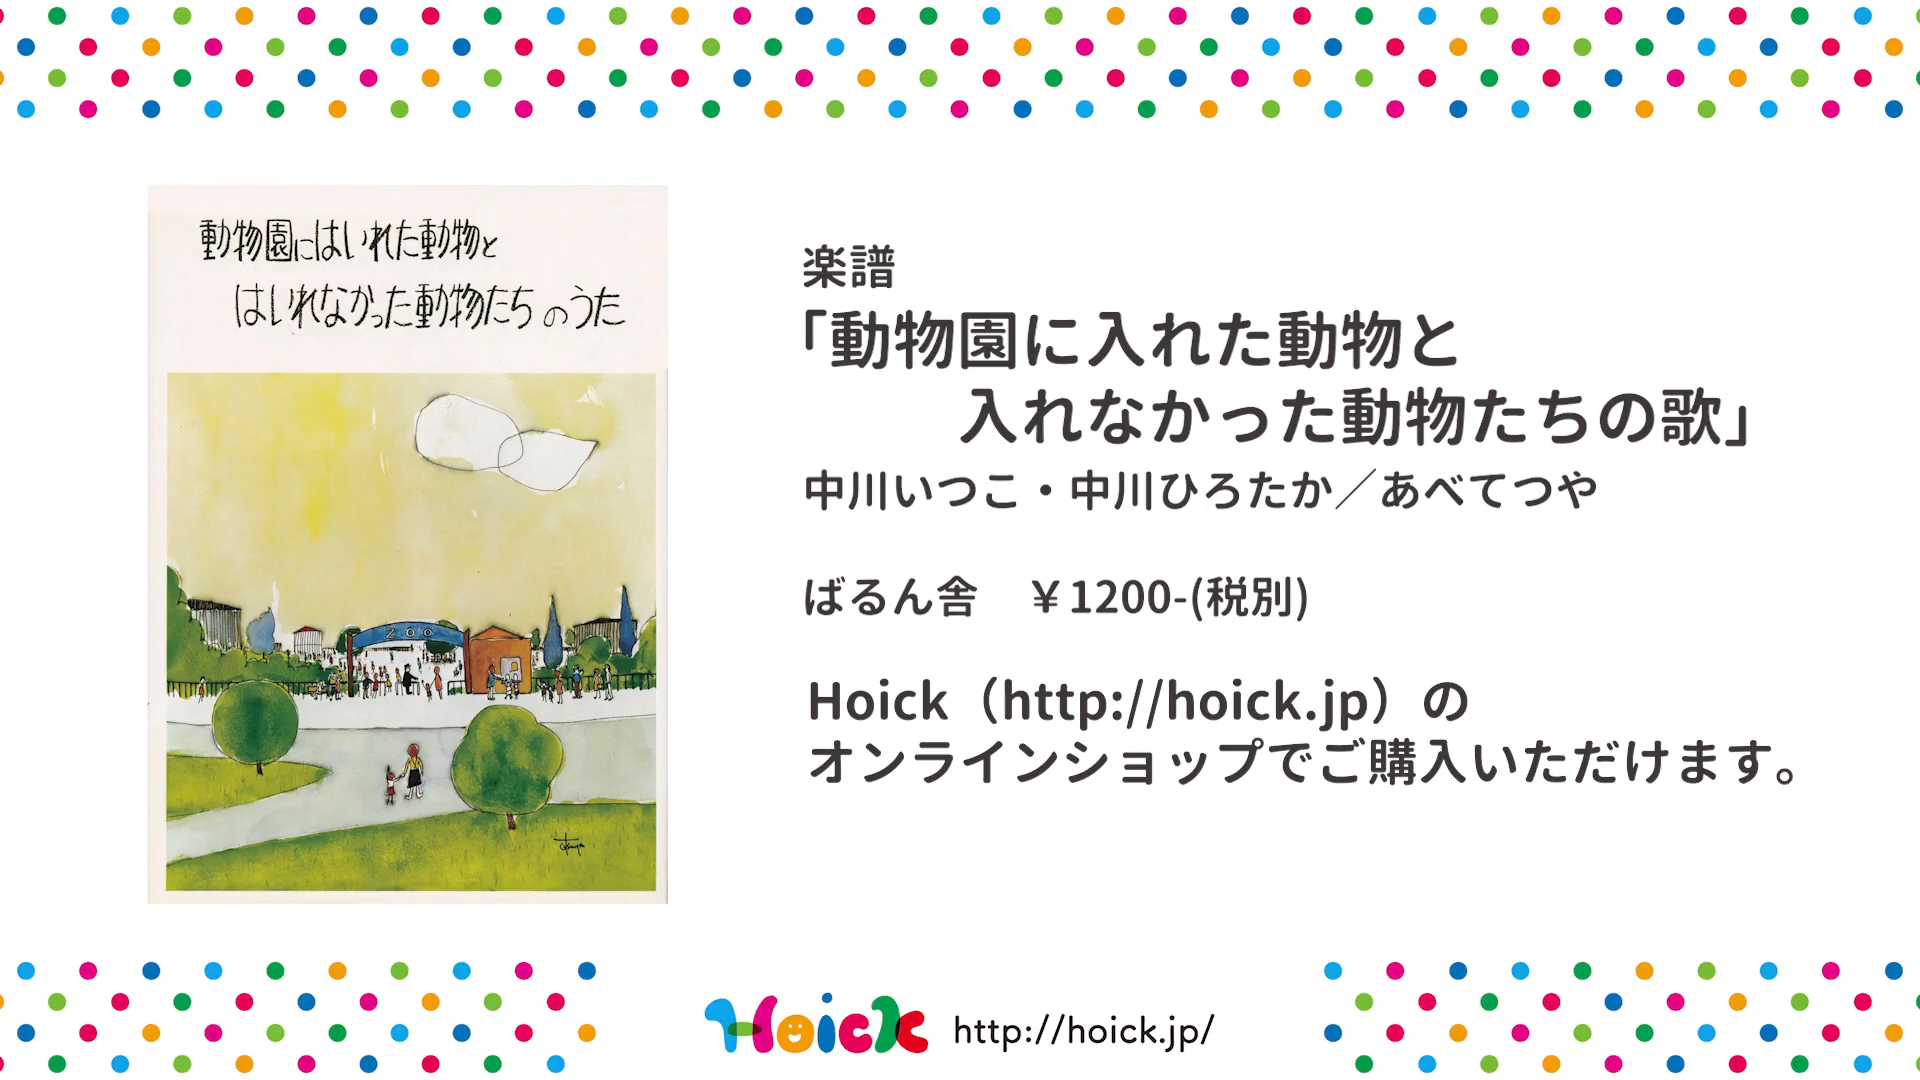 動物園にはいれた動物と
はいれなかった動物たちのうた
ZOO
楽譜
「動物園に入れた動物と
入れなかった動物たちの歌」
中川いつこ・中川ひろたか／あべてつや
ばるん舎　￥1200-(税別)
Hoick（http://hoick.jp）の
オンラインショップでご購入いただけます。
Hoick http://hoick.jp/